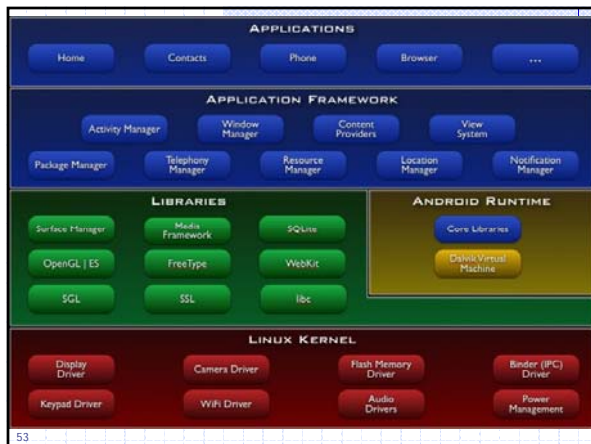 APPLICATIONS
Home Contacts Phone Browser ...
APPLICATION FRAMEWORK
Activity Manager Window Manager Content Providers View System
Package Manager Telephony Manager Resource Manager Location Manager Notification Manager
LIBRARIES
Surface Manager Media Framework SQLite
OpenGL | ES FreeType WebKit
SGL SSL libc
ANDROID RUNTIME
Core Libraries
Dalvik Virtual Machine
LINUX KERNEL
Display Driver Camera Driver Flash Memory Driver Binder (IPC) Driver
Keypad Driver WiFi Driver Audio Drivers Power Management
53